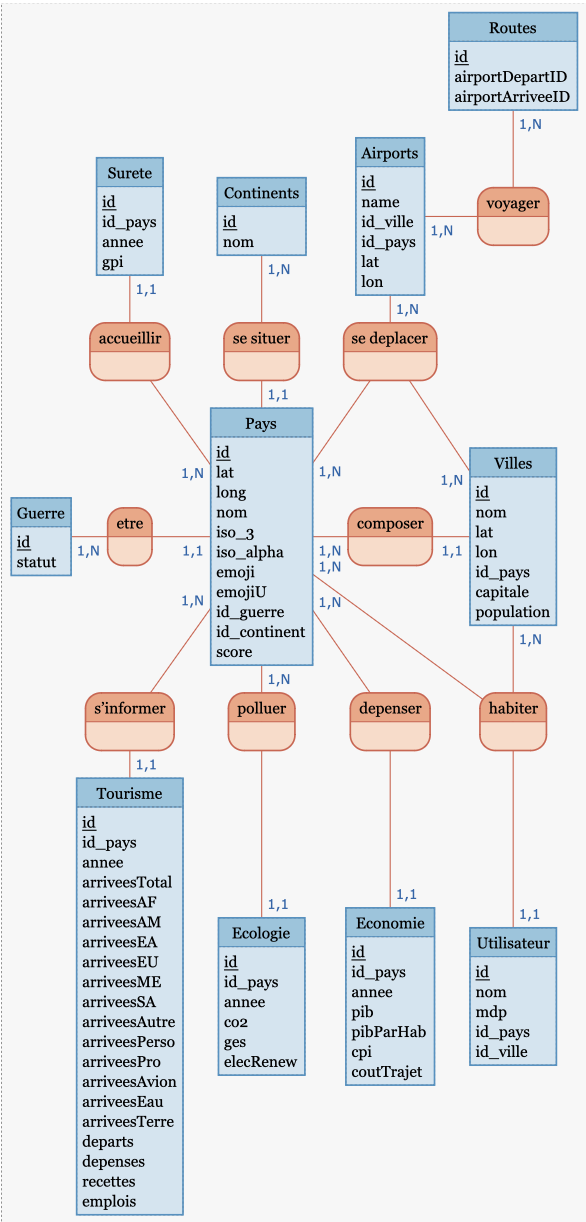 Routes
id
airportDepartID
airportArriveeID
1,N
Airports
id
name
id_ville
id_pays
lat
lon
voyager
1,N
1,N
Surete
id
id_pays
annee
gpi
1,1
Continents
id
nom
1,N
accueillir
se situer
se deplacer
1,1
1,N
1,N
1,N
Pays
id
lat
long
nom
iso_3
iso_alpha
emoji
emojiU
id_guerre
id_continent
score
Villes
id
nom
lat
lon
id_pays
capitale
population
Guerre
id
statut
etre
1,N
1,1
composer
1,N
1,1
1,N
1,N
1,N
1,N
1,N
s'informer
polluer
depenser
habiter
1,1
Tourisme
id
id_pays
annee
arriveesTotal
arriveesAF
arriveesAM
arriveesEA
arriveesEU
arriveesME
arriveesSA
arriveesAutre
arriveesPerso
arriveesPro
arriveesAvion
arriveesEau
arriveesTerre
departs
depenses
recettes
emplois
1,1
Ecologie
id
id_pays
annee
co2
ges
elecRenew
1,1
Economie
id
id_pays
annee
pib
pibParHab
cpi
coutTrajet
1,1
Utilisateur
id
nom
mdp
id_pays
id_ville